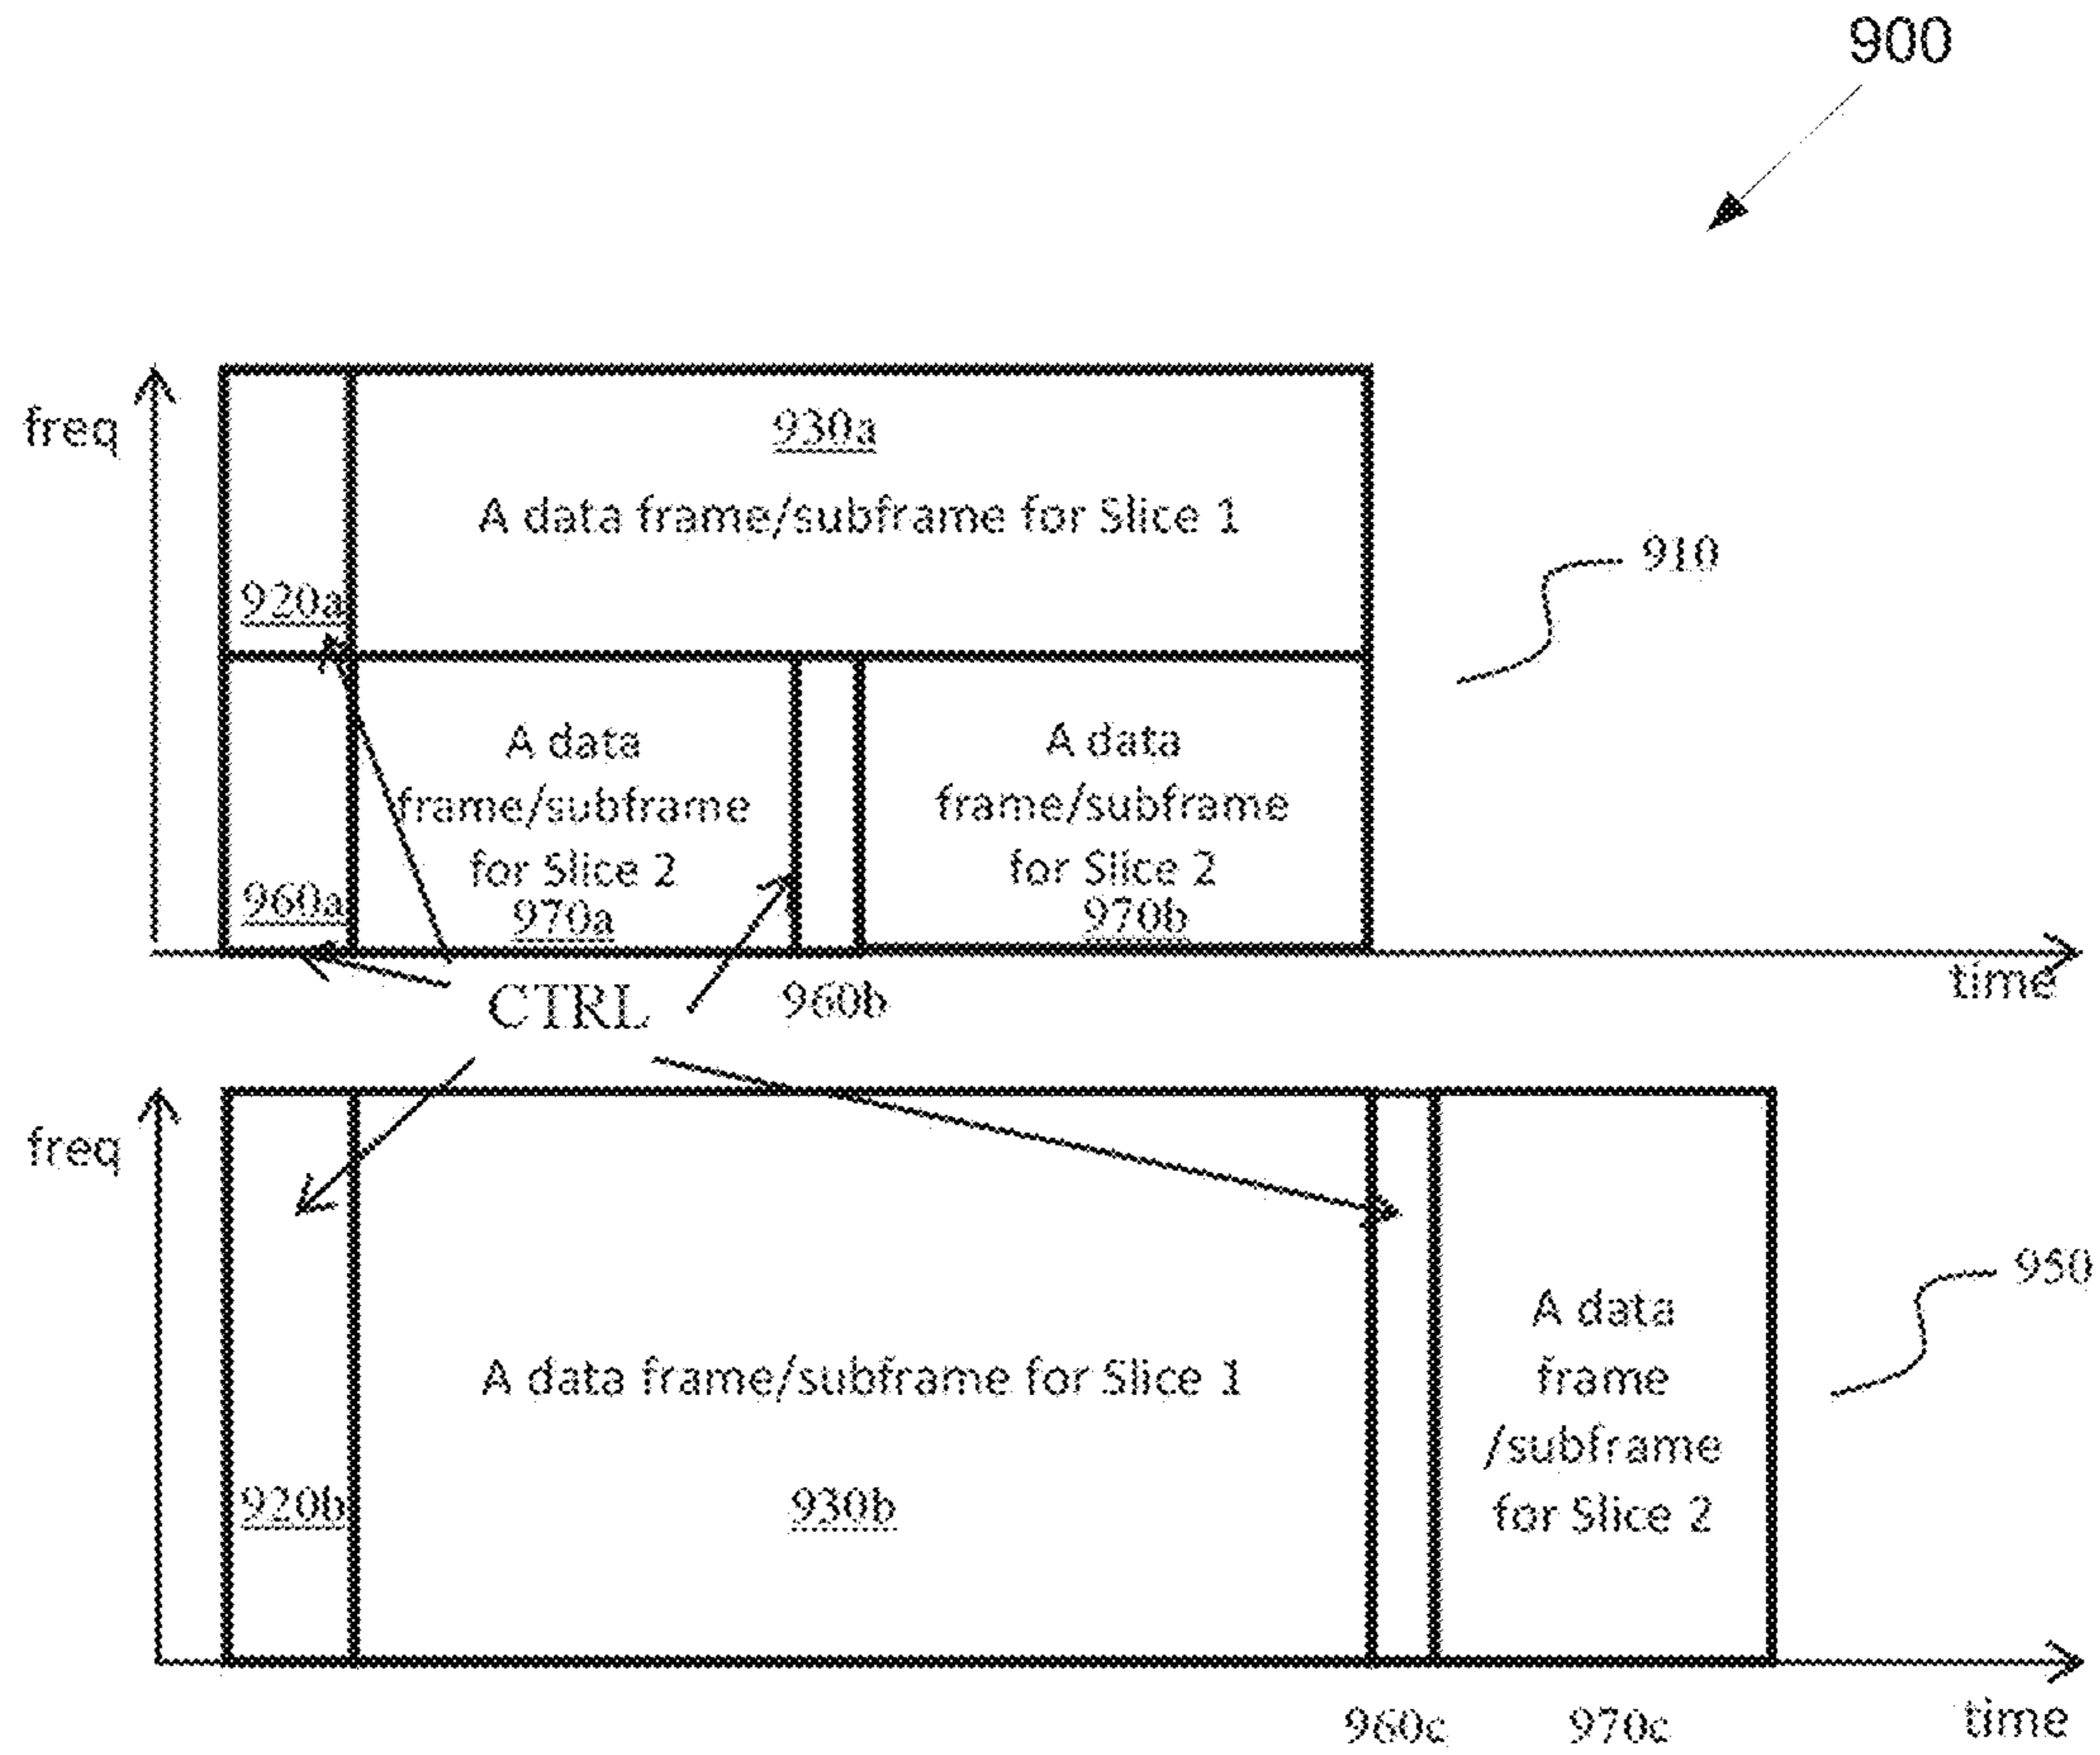 900
freq
930a
A data frame/subframe for Slice 1
910
920a
A data
frame/subframe
for Slice 2
970a
A data
frame/subframe
for Slice 2
970b
960a
time
CTRL
960b
freq
950
A data
frame
/subframe
for Slice 2
A data frame/subframe for Slice 1
920b
930b
960c
970c
time